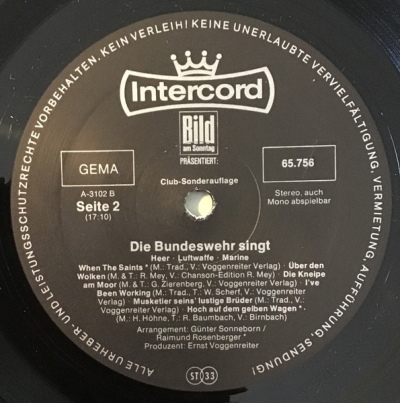 ALLE URHEBER- UND LEISTUNGSSCHUTZRECHTE VORBEHALTEN. KEIN VERLEIH! KEINE UNERLAUBTE VERVIELFÄLTIGUNG, VERMIETUNG, AUFFÜHRUNG, SENDUNG!
Intercord
Bild
am Sonntag
PRÄSENTIERT:
GEMA
65.756
Club-Sonderauflage
A-3102 B
Seite 2
(17:10)
Stereo, auch
Mono abspielbar
Die Bundeswehr singt
Heer · Luftwaffe · Marine
When The Saints * (M.: Trad., V.: Voggenreiter Verlag) · Über den
Wolken (M.& T.: R. Mey, V.: Chanson-Edition R. Mey) · Die Kneipe
am Moor (M.& T.: G. Zierenberg, V.: Voggenreiter Verlag) · I've
Been Working (M.: Trad., T.: W. Scherf, V.: Voggenreiter
Verlag) · Musketier seins' lustige Brüder (M.: Trad.,
V.: Voggenreiter Verlag) · Hoch auf dem gelben Wagen * ·
(M.: H. Höhne, T.: R. Baumbach, V.: Birnbach)
Arrangement: Günter Sonneborn /
Raimund Rosenberger *
Produzent: Ernst Voggenreiter
ST 33